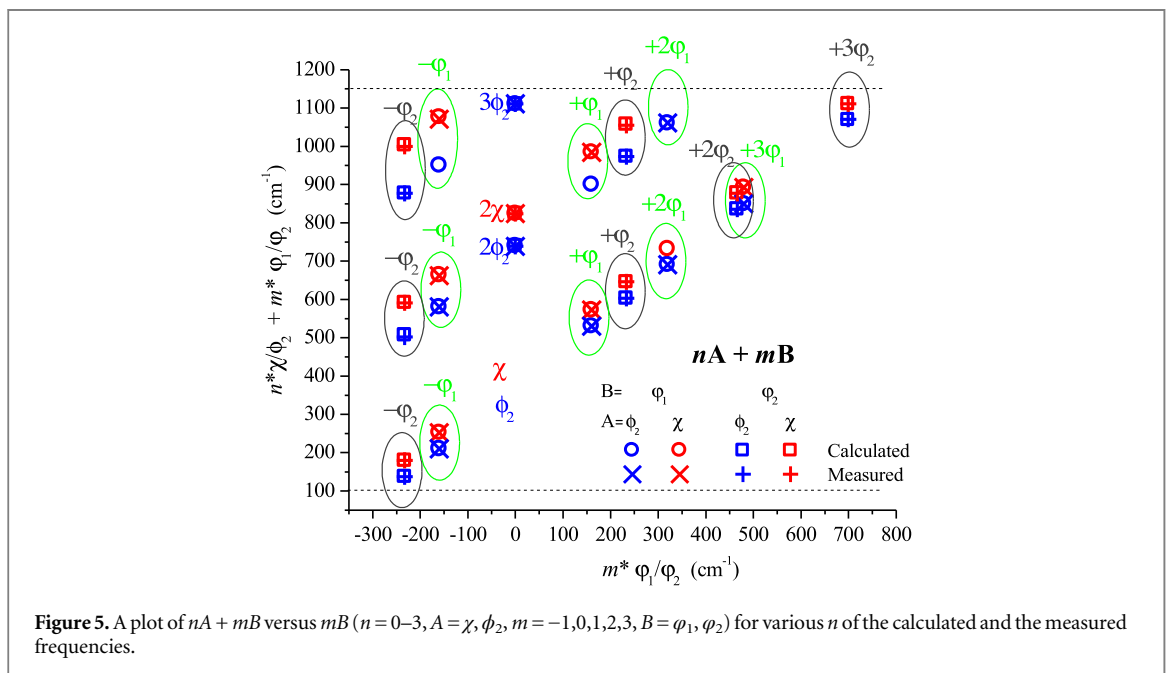 +2φ₁ +3φ₂
−φ₁ +φ₂
1200
1100 −φ₂ 3ϕ₂ +φ₁
1000
900 +2φ₂ +3φ₁
800 2χ +2φ₁
−φ₁ +φ₂
700 −φ₂ 2ϕ₂ +φ₁
600
500
400 −φ₁ χ nA + mB
300 −φ₂ ϕ₂ B= φ₁ φ₂
A= ϕ₂ χ ϕ₂ χ
200 Calculated
Measured
100
n*χ/ϕ₂ + m* φ₁/φ₂ (cm⁻¹)
-300 -200 -100 0 100 200 300 400 500 600 700 800
m* φ₁/φ₂ (cm⁻¹)
Figure 5. A plot of nA + mB versus mB (n = 0–3, A = χ, ϕ₂, m = −1,0,1,2,3, B = φ₁, φ₂) for various n of the calculated and the measured
frequencies.